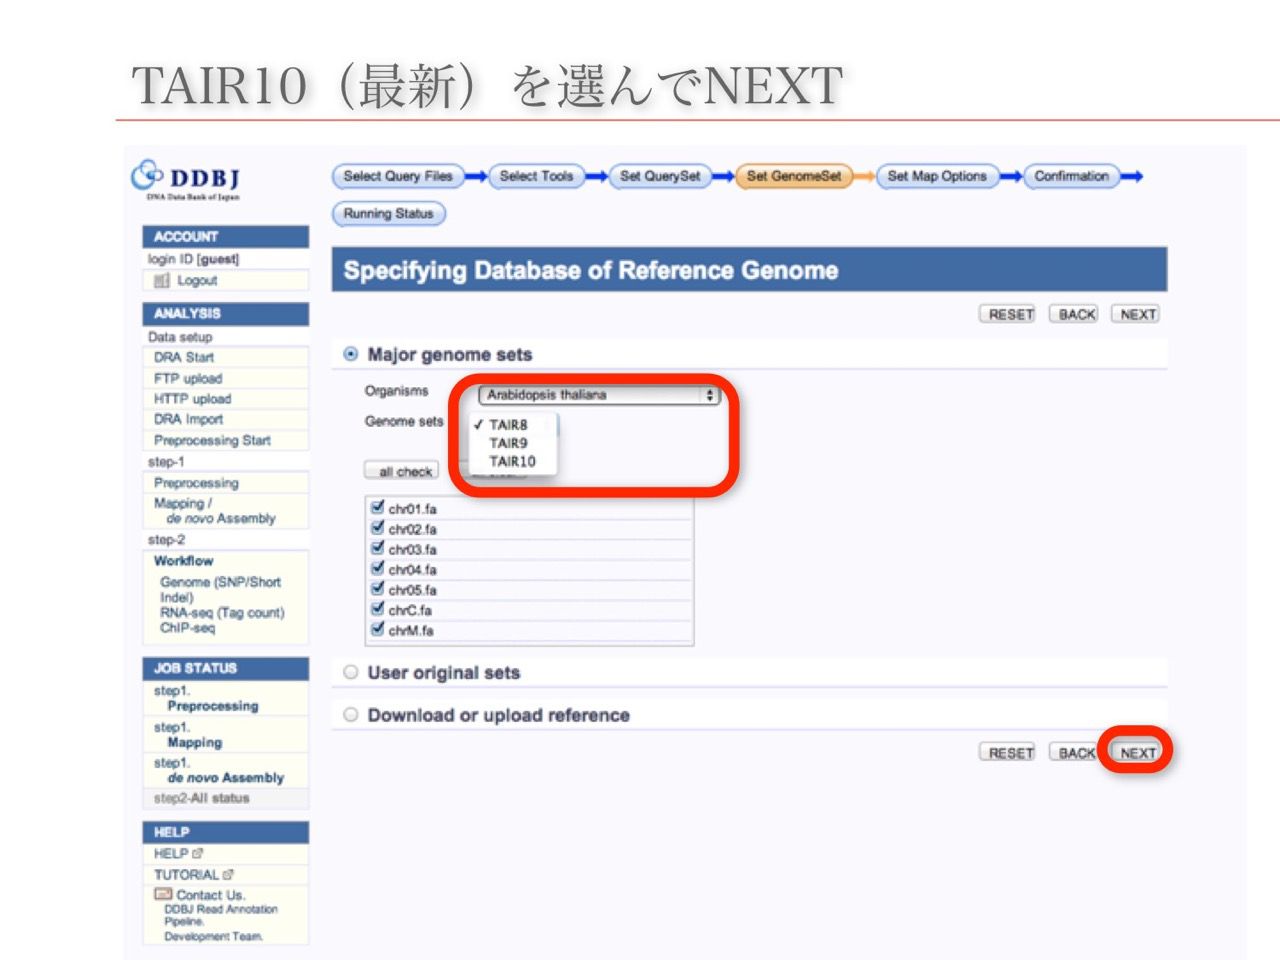 TAIR10（最新）を選んでNEXT
DDBJ
DNA Data Bank of Japan
Select Query Files
Select Tools
Set QuerySet
Set GenomeSet
Set Map Options
Confirmation
Running Status
ACCOUNT
login ID [guest]
Logout
ANALYSIS
Data setup
DRA Start
FTP upload
HTTP upload
DRA Import
Preprocessing Start
step-1
Preprocessing
Mapping /
de novo Assembly
step-2
Workflow
Genome (SNP/Short
Indel)
RNA-seq (Tag count)
ChIP-seq
JOB STATUS
step1.
Preprocessing
step1.
Mapping
step1.
de novo Assembly
step2-All status
HELP
HELP
TUTORIAL
Contact Us.
DDBJ Read Annotation
Pipeline.
Development Team.
Specifying Database of Reference Genome
RESET BACK NEXT
Major genome sets
Organisms Arabidopsis thaliana
Genome sets ✓ TAIR8
TAIR9
TAIR10
all check
chr01.fa
chr02.fa
chr03.fa
chr04.fa
chr05.fa
chrC.fa
chrM.fa
User original sets
Download or upload reference
RESET BACK NEXT